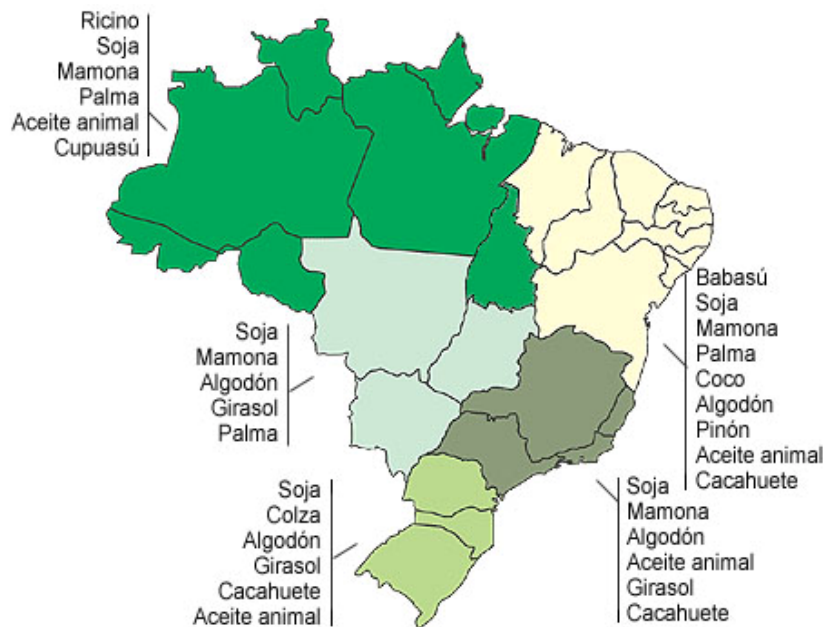 Ricino
Soja
Mamona
Palma
Aceite animal
Cupuasú
Soja
Mamona
Algodón
Girasol
Palma
Babasú
Soja
Mamona
Palma
Coco
Algodón
Pinón
Aceite animal
Cacahuete
Soja
Colza
Algodón
Girasol
Cacahuete
Aceite animal
Soja
Mamona
Algodón
Aceite animal
Girasol
Cacahuete